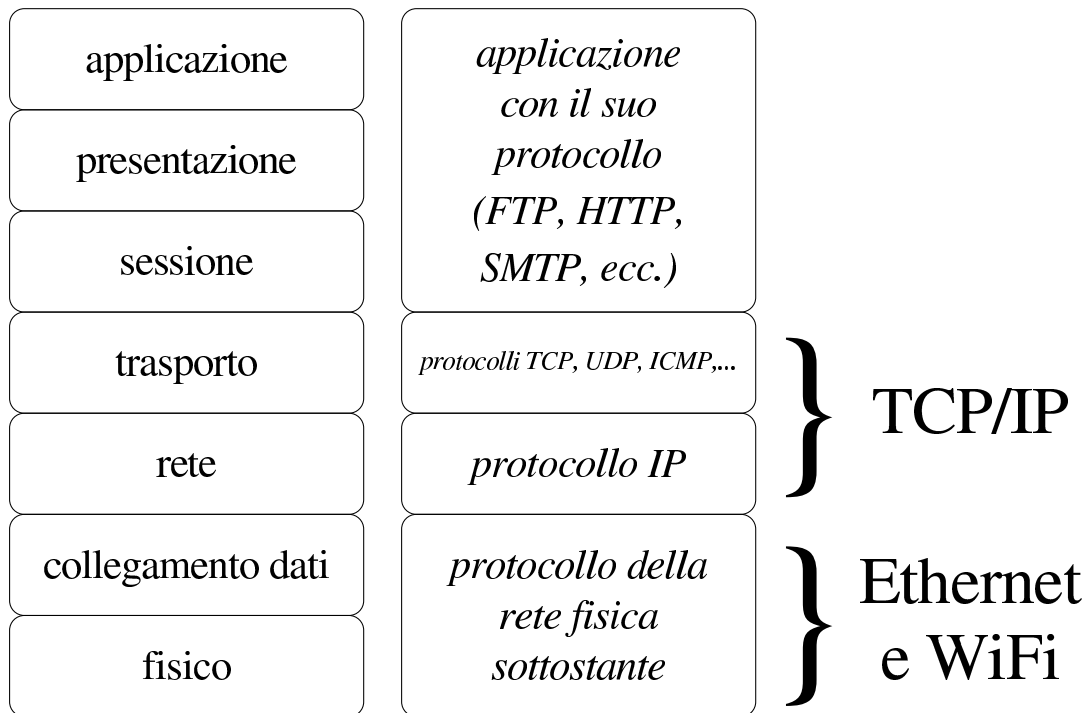 applicazione
presentazione
sessione
trasporto
rete
collegamento dati
fisico
applicazione
con il suo
protocollo
(FTP, HTTP,
SMTP, ecc.)
protocolli TCP, UDP, ICMP,...
protocollo IP
protocollo della
rete fisica
sottostante
TCP/IP
Ethernet
e WiFi